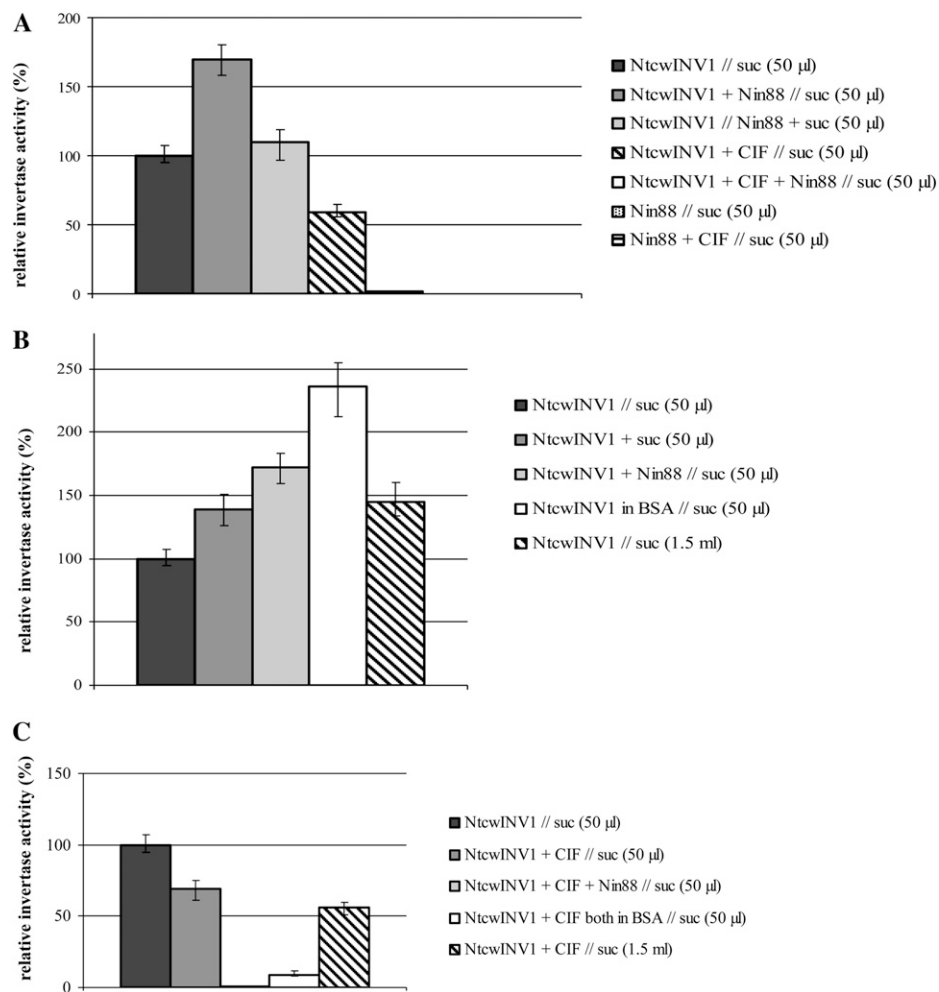 A
relative invertase activity (%)
200
150
100
50
0
NtcwINV1 // suc (50 µl)
NtcwINV1 + Nin88 // suc (50 µl)
NtcwINV1 // Nin88 + suc (50 µl)
NtcwINV1 + CIF // suc (50 µl)
NtcwINV1 + CIF + Nin88 // suc (50 µl)
Nin88 // suc (50 µl)
Nin88 + CIF // suc (50 µl)
B
relative invertase activity (%)
250
200
150
100
50
0
NtcwINV1 // suc (50 µl)
NtcwINV1 + suc (50 µl)
NtcwINV1 + Nin88 // suc (50 µl)
NtcwINV1 in BSA // suc (50 µl)
NtcwINV1 // suc (1.5 ml)
C
relative invertase activity (%)
150
100
50
0
NtcwINV1 // suc (50 µl)
NtcwINV1 + CIF // suc (50 µl)
NtcwINV1 + CIF + Nin88 // suc (50 µl)
NtcwINV1 + CIF both in BSA // suc (50 µl)
NtcwINV1 + CIF // suc (1.5 ml)